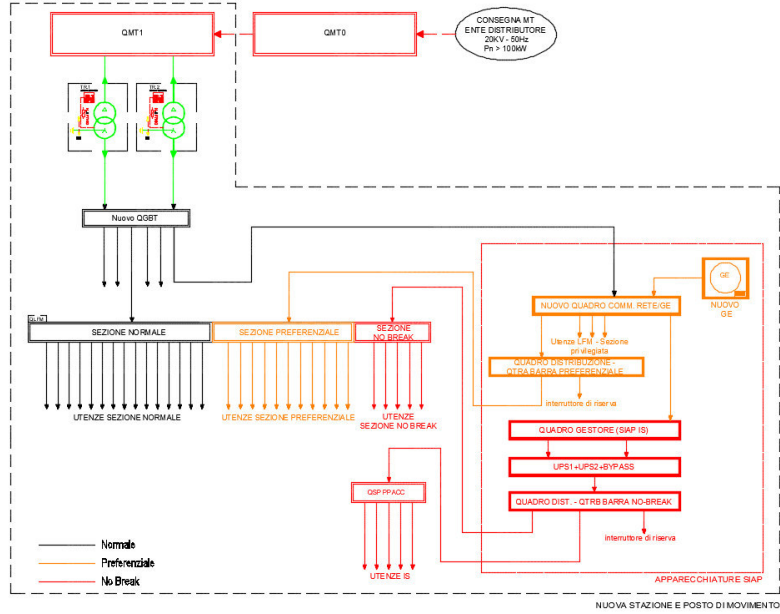 CONSEGNA MT
ENTE DISTRIBUTORE
20KV - 50Hz
Pn > 100kW
QMT1
QMT0
TR1
TR2
Nuovo QGBT
GE
NUOVO
GE
NUOVO QUADRO COMM. RETE/GE
Utenze LFM - Sezione
privilegiata
QLFM
SEZIONE NORMALE
SEZIONE PREFERENZIALE
SEZIONE
NO BREAK
QUADRO DISTRIBUZIONE -
QTRA BARRA PREFERENZIALE
interruttore di riserva
UTENZE SEZIONE NORMALE
UTENZE SEZIONE PREFERENZIALE
UTENZE
SEZIONE NO BREAK
QUADRO GESTORE (SIAP IS)
UPS1+UPS2+BYPASS
QSP PPACC
QUADRO DIST. - QTRB BARRA NO-BREAK
interruttore di riserva
UTENZE IS
Normale
Preferenziale
No Break
APPARECCHIATURE SIAP
NUOVA STAZIONE E POSTO DI MOVIMENTO